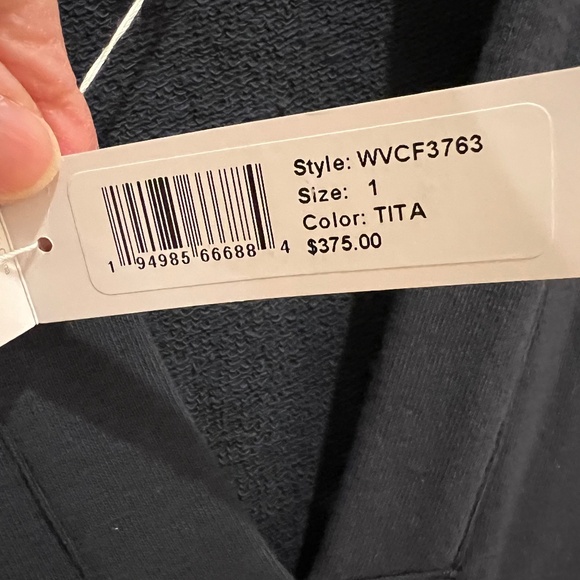 Style: WVCF3763
Size: 1
Color: TITA
$375.00
1 94985 66688 4